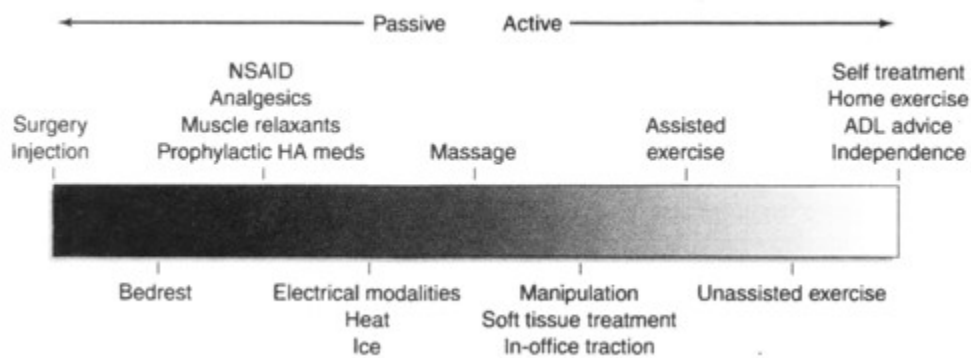 Passive Active
Surgery
Injection
NSAID
Analgesics
Muscle relaxants
Prophylactic HA meds
Massage
Assisted
exercise
Self treatment
Home exercise
ADL advice
Independence
Bedrest
Electrical modalities
Heat
Ice
Manipulation
Soft tissue treatment
In-office traction
Unassisted exercise